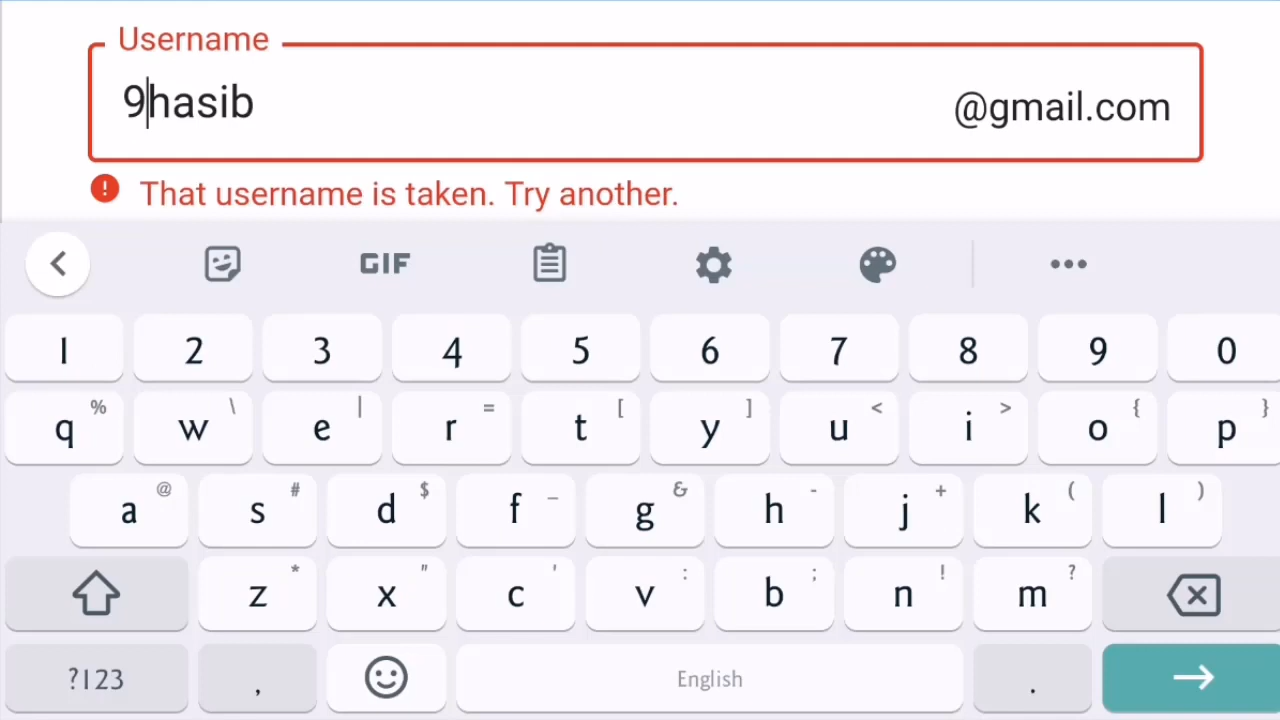 Username
9hasib
@gmail.com
That username is taken. Try another.
GIF
1 2 3 4 5 6 7 8 9 0
q % w \ e | r = t [ y ] u < i > o { p }
a @ s # d $ f _ g & h - j + k ( l )
z * x " c ' v : b ; n ! m ?
?123 , English .